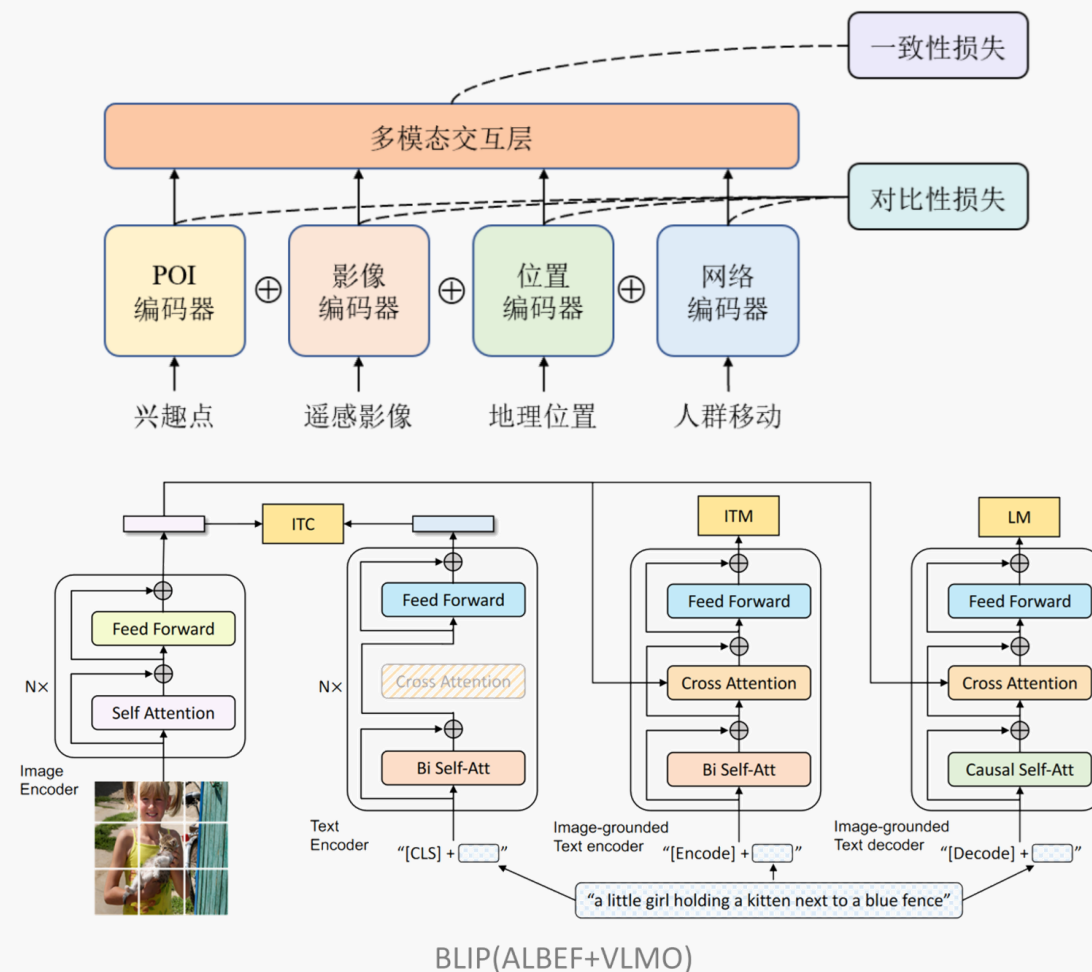 一致性损失
多模态交互层
对比性损失
POI
编码器
影像
编码器
位置
编码器
网络
编码器
兴趣点
遥感影像
地理位置
人群移动
ITC
ITM
LM
Feed Forward
Self Attention
N×
Image
Encoder
Feed Forward
Cross Attention
N×
Bi Self-Att
Text
Encoder
"[CLS] + "
Feed Forward
Cross Attention
Bi Self-Att
Image-grounded
Text encoder
"[Encode] + "
Feed Forward
Cross Attention
Causal Self-Att
Image-grounded
Text decoder
"[Decode] + "
"a little girl holding a kitten next to a blue fence"
BLIP(ALBEF+VLMO)